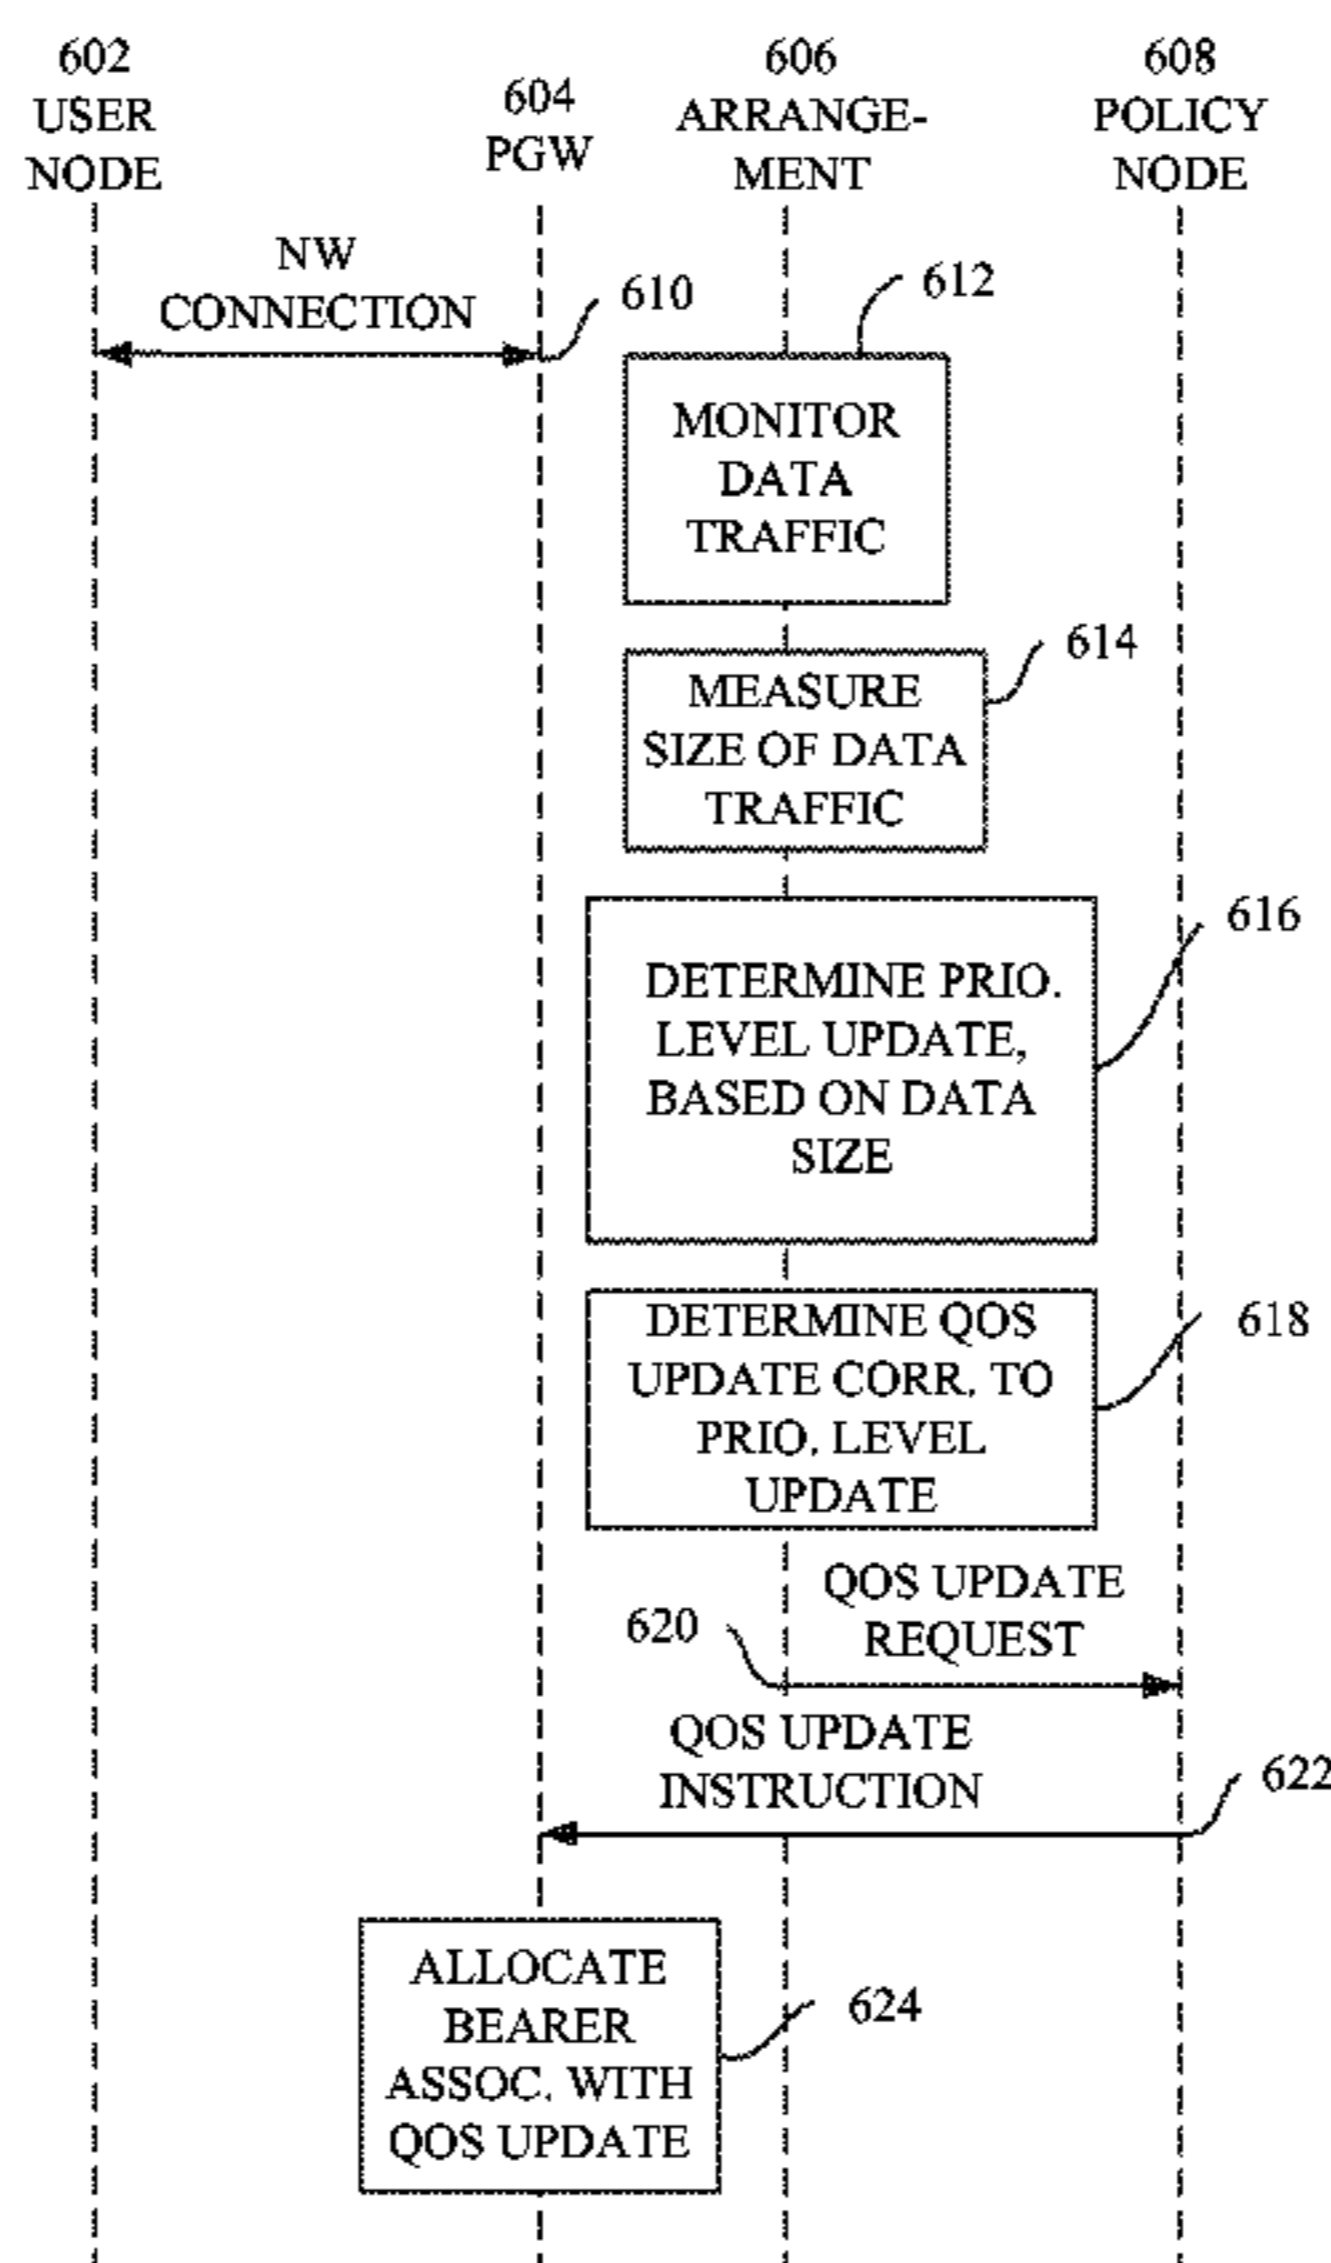 602
USER
NODE
604
PGW
606
ARRANGE-
MENT
608
POLICY
NODE
NW
CONNECTION
610
612
MONITOR
DATA
TRAFFIC
614
MEASURE
SIZE OF DATA
TRAFFIC
616
DETERMINE PRIO.
LEVEL UPDATE,
BASED ON DATA
SIZE
618
DETERMINE QOS
UPDATE CORR. TO
PRIO. LEVEL
UPDATE
620
QOS UPDATE
REQUEST
QOS UPDATE
INSTRUCTION
622
ALLOCATE
BEARER
ASSOC. WITH
QOS UPDATE
624